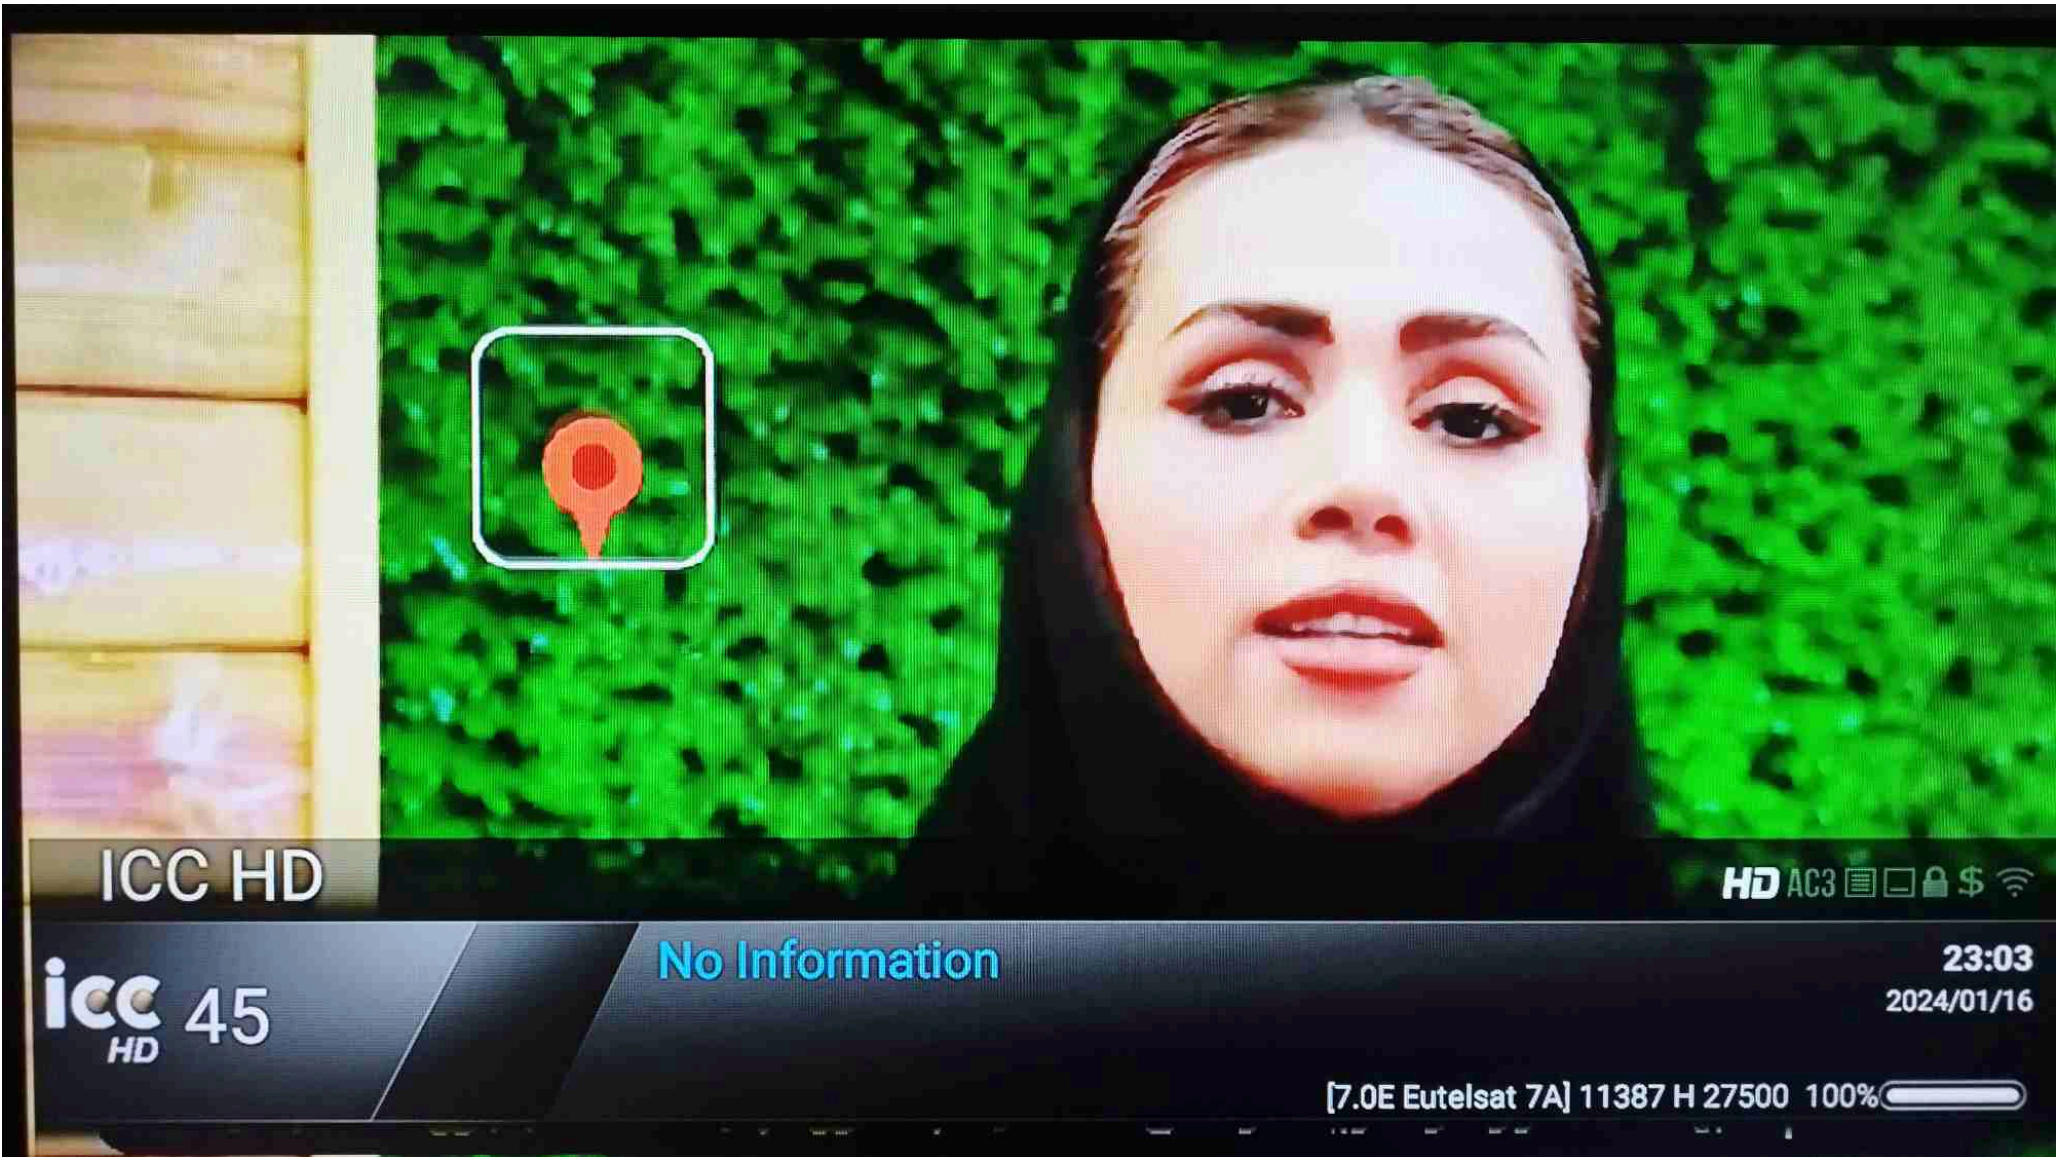 ICC HD
HD AC3 $
No Information
icc
HD
45
23:03
2024/01/16
[7.0E Eutelsat 7A] 11387 H 27500 100%